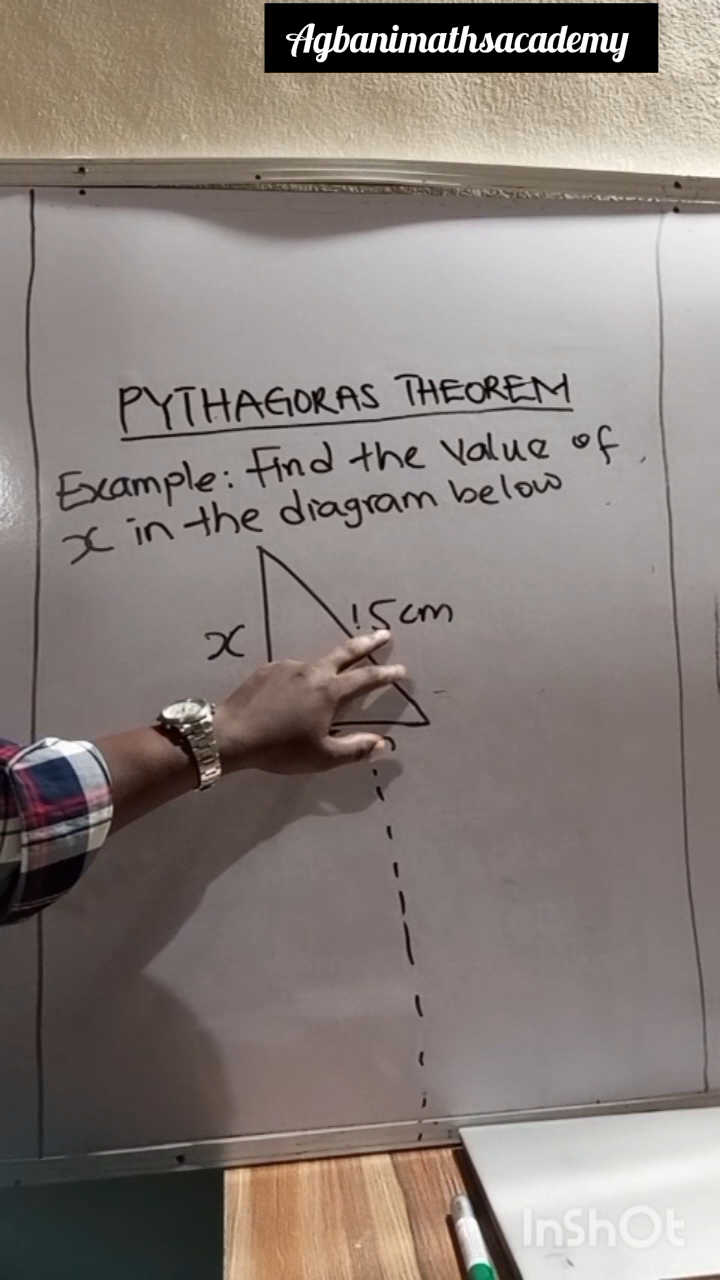 Agbanimathsacademy
PYTHAGORAS THEOREM
Example: Find the value of
x in the diagram below
15cm
x
InShOt